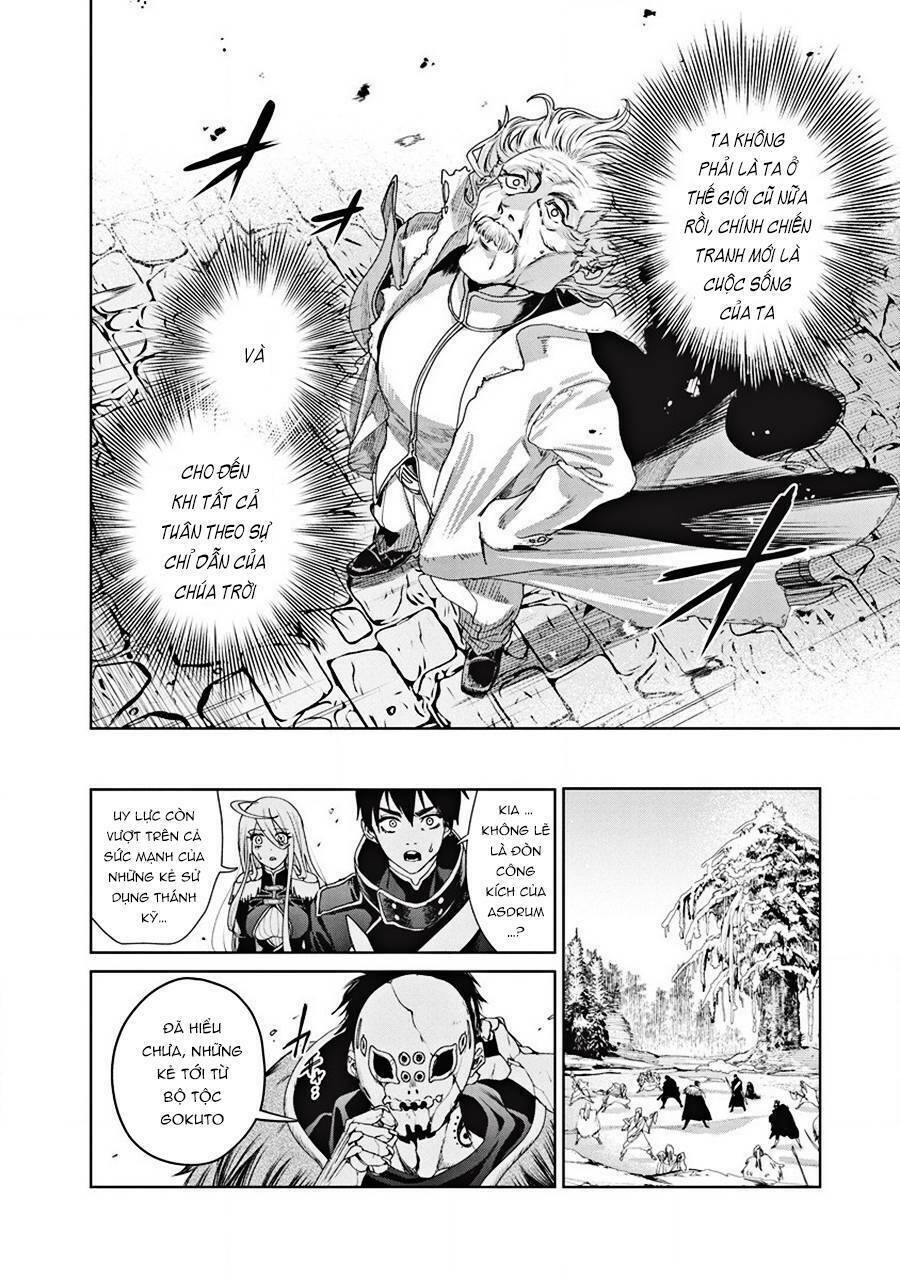 TA KHÔNG
PHẢI LÀ TA Ở
THẾ GIỚI CŨ NỮA
RỒI, CHÍNH CHIẾN
TRANH MỚI LÀ
CUỘC SỐNG
CỦA TA
VÀ
CHO ĐẾN
KHI TẤT CẢ
TUÂN THEO SỰ
CHỈ DẪN CỦA
CHÚA TRỜI
KIA ...
KHÔNG LẼ
LÀ ĐÒN
CÔNG
KÍCH CỦA
ASDRUM
...?
UY LỰC CÒN
VƯỢT TRÊN CẢ
SỨC MẠNH CỦA
NHỮNG KẺ SỬ
DỤNG THÁNH
KỸ...
ĐÃ HIỂU
CHƯA, NHỮNG
KẺ TỚI TỪ
BỘ TỘC
GOKUTO